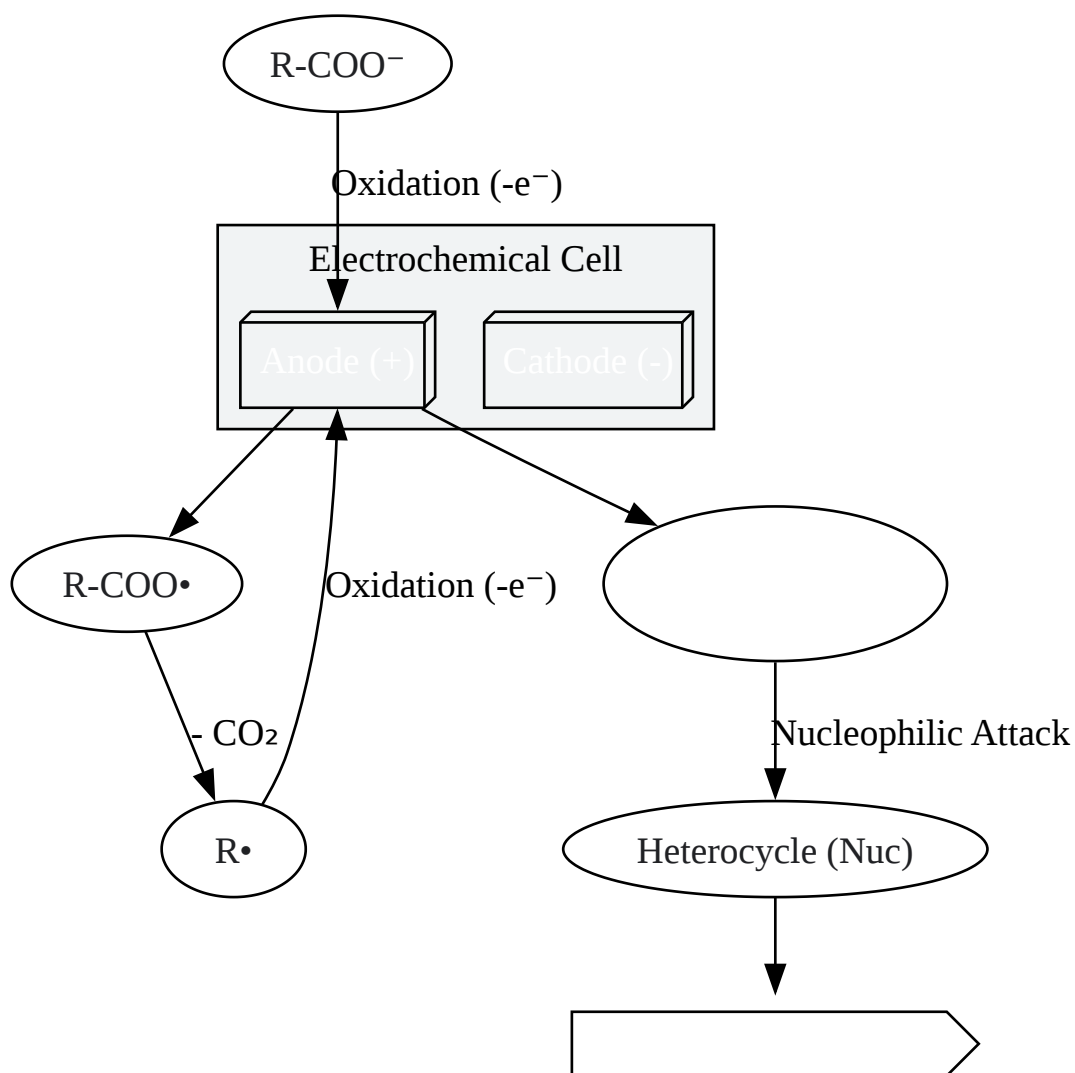 R-COO⁻
Oxidation (-e⁻)
Electrochemical Cell
Anode (+)
Cathode (-)
R-COO•
Oxidation (-e⁻)
- CO₂
Nucleophilic Attack
R•
Heterocycle (Nuc)